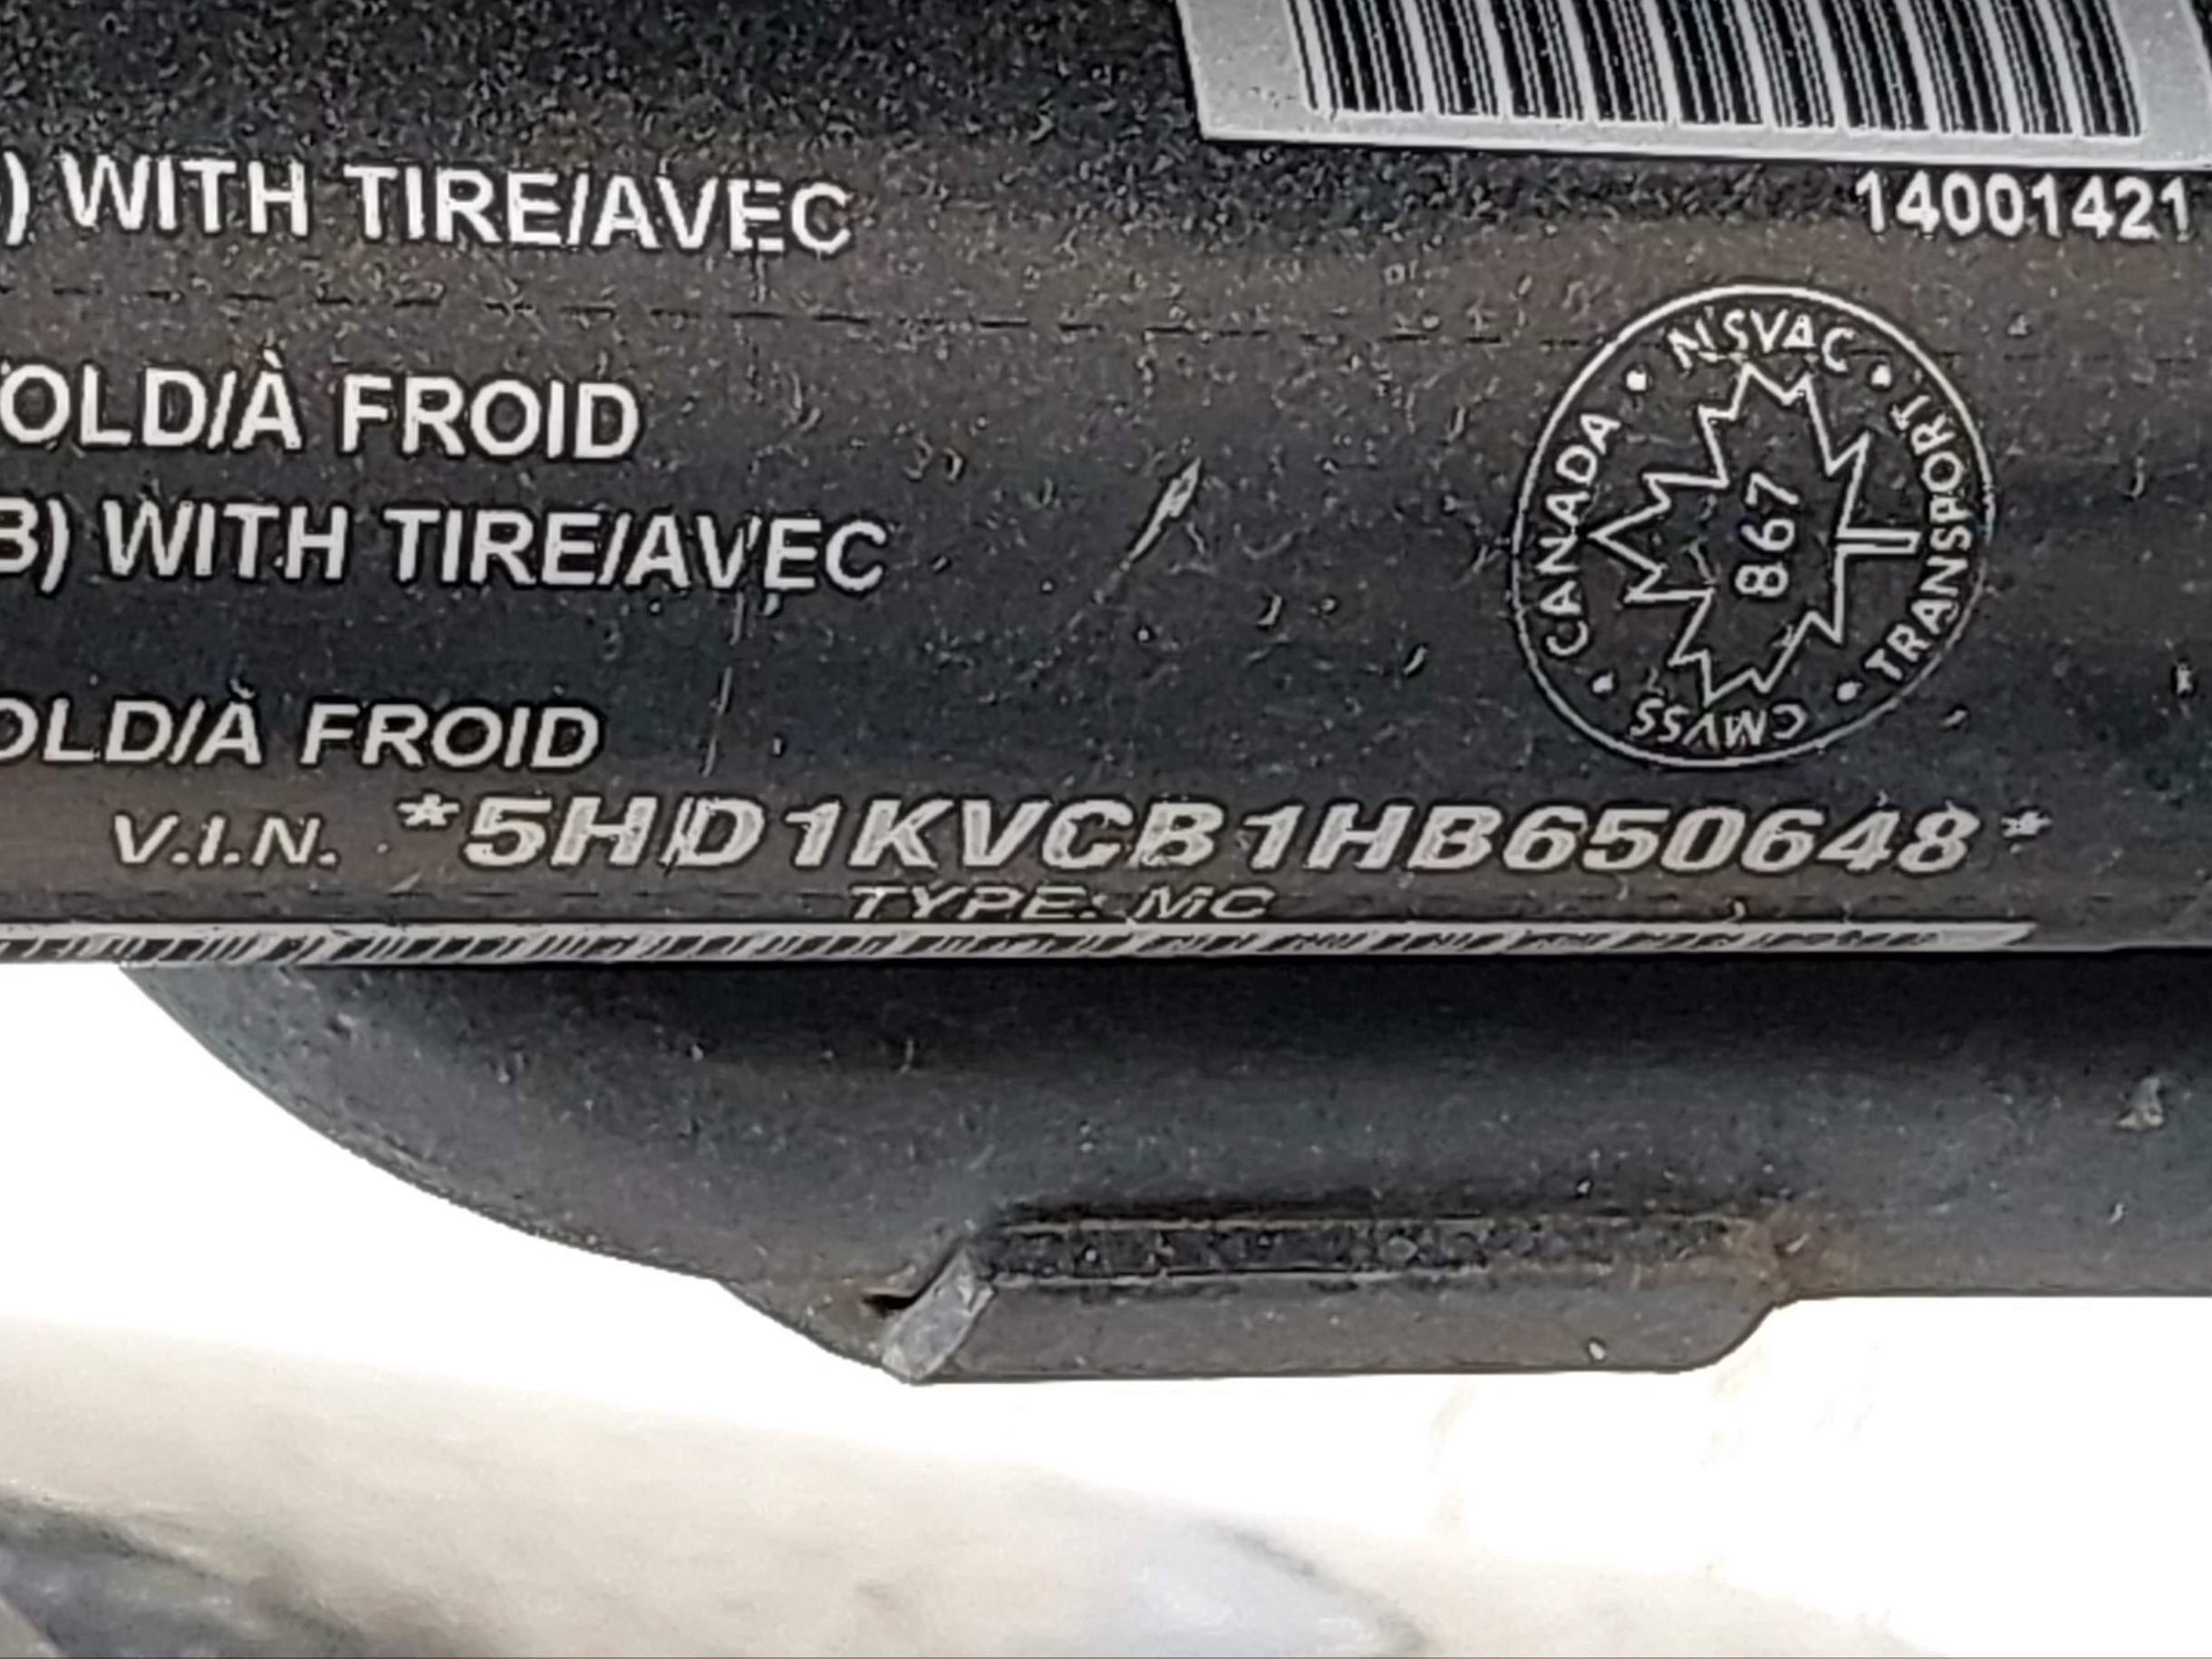 ) WITH TIRE/AVEC
14001421
OLD/À FROID
B) WITH TIRE/AVEC
OLD/À FROID
NSVAC • TRANSPORT • CMVSS • CANADA •
867
V.I.N. *5HD1KVCB1HB650648*
TYPE: MC